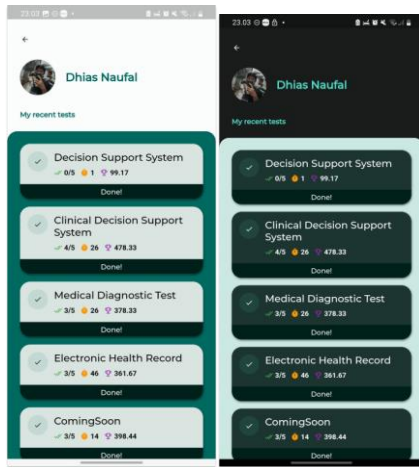 23.03
Dhias Naufal
My recent tests
Decision Support System
0/5 1 99.17
Done!
Clinical Decision Support
System
4/5 26 478.33
Done!
Medical Diagnostic Test
3/5 26 378.33
Done!
Electronic Health Record
3/5 46 361.67
Done!
ComingSoon
3/5 14 398.44
Done!
23.03
Dhias Naufal
My recent tests
Decision Support System
0/5 1 99.17
Done!
Clinical Decision Support
System
4/5 26 478.33
Done!
Medical Diagnostic Test
3/5 26 378.33
Done!
Electronic Health Record
3/5 46 361.67
Done!
ComingSoon
3/5 14 398.44
Done!